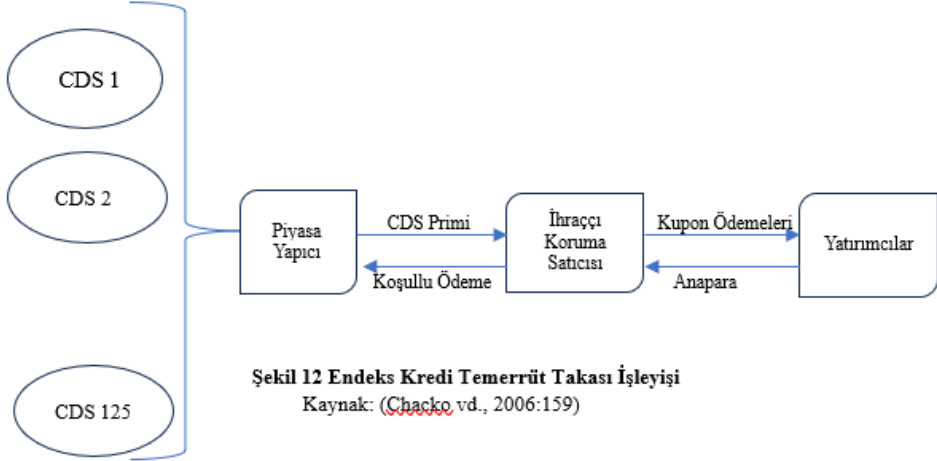 CDS 1
CDS 2
CDS 125
Piyasa
Yapıcı
CDS Primi
Koşullu Ödeme
İhraççı
Koruma
Satıcısı
Kupon Ödemeleri
Anapara
Yatırımcılar
Şekil 12 Endeks Kredi Temerrüt Takası İşleyişi
Kaynak: (Chacko vd., 2006:159)